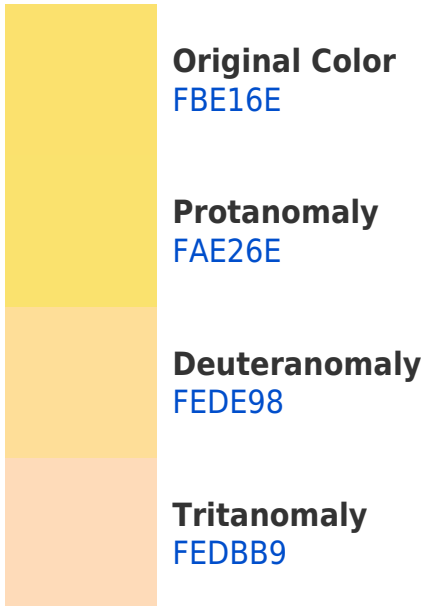 Original Color
FBE16E
Protanomaly
FAE26E
Deuteranomaly
FEDE98
Tritanomaly
FEDBB9